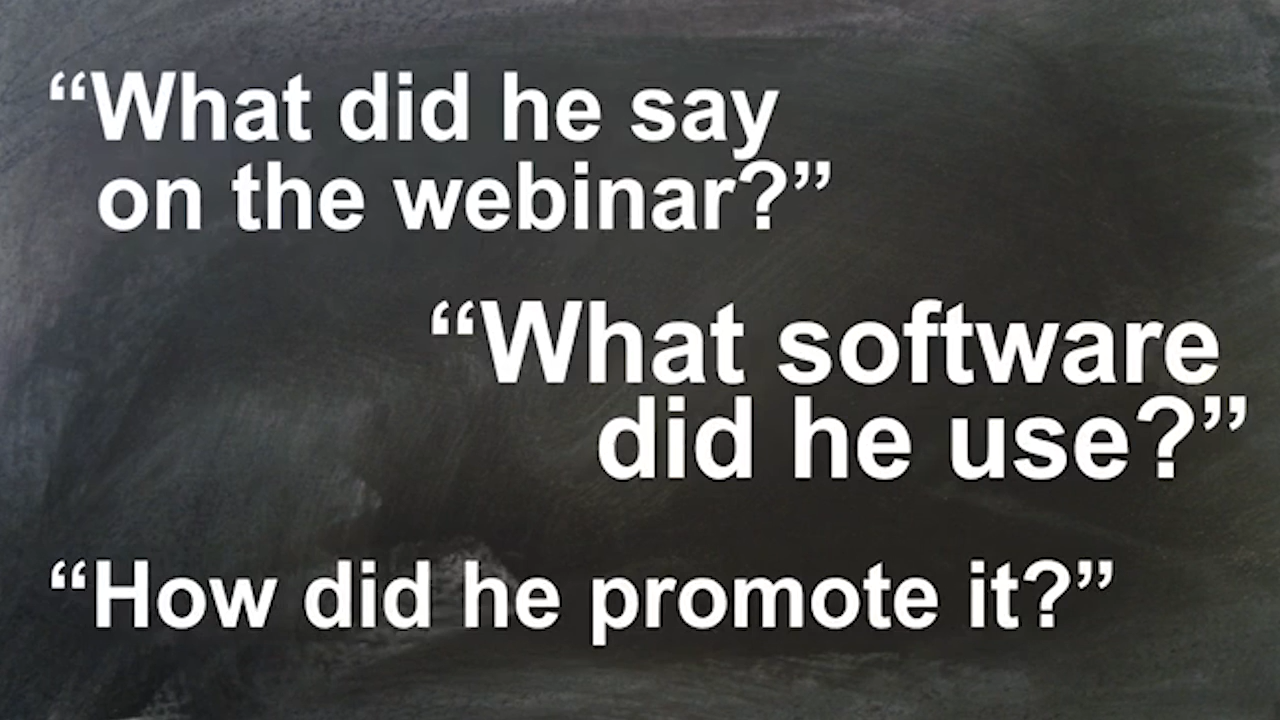 “What did he say
on the webinar?”
“What software
did he use?”
“How did he promote it?”